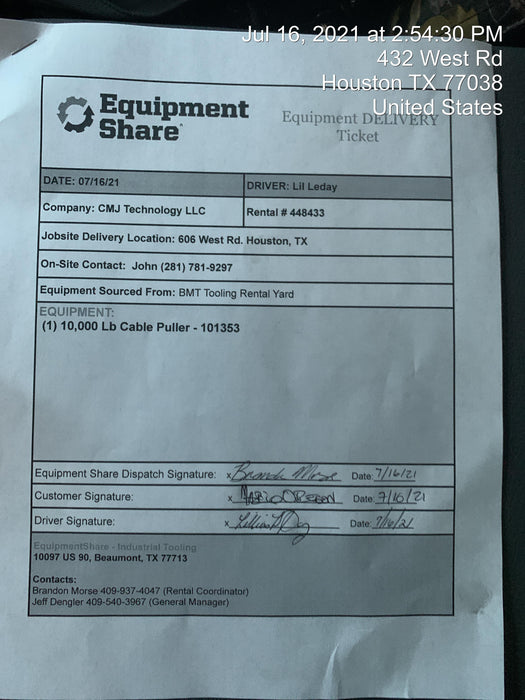 Jul 16, 2021 at 2:54:30 PM
432 West Rd
Houston TX 77038
United States
Equipment
Share
Equipment DELIVERY
Ticket
DATE: 07/16/21 DRIVER: Lil Leday
Company: CMJ Technology LLC Rental # 448433
Jobsite Delivery Location: 606 West Rd. Houston, TX
On-Site Contact: John (281) 781-9297
Equipment Sourced From: BMT Tooling Rental Yard
EQUIPMENT:
(1) 10,000 Lb Cable Puller - 101353
Equipment Share Dispatch Signature: x Brandon Morse Date: 7/16/21
Customer Signature: x Date: 7/16/21
Driver Signature: x Date: 7/16/21
EquipmentShare - Industrial Tooling
10097 US 90, Beaumont, TX 77713
Contacts:
Brandon Morse 409-937-4047 (Rental Coordinator)
Jeff Dengler 409-540-3967 (General Manager)